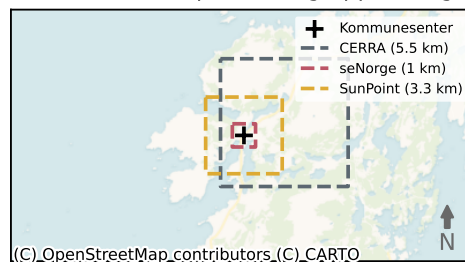 Kommunesenter
CERRA (5.5 km)
seNorge (1 km)
SunPoint (3.3 km)
N
(C) OpenStreetMap contributors (C) CARTO